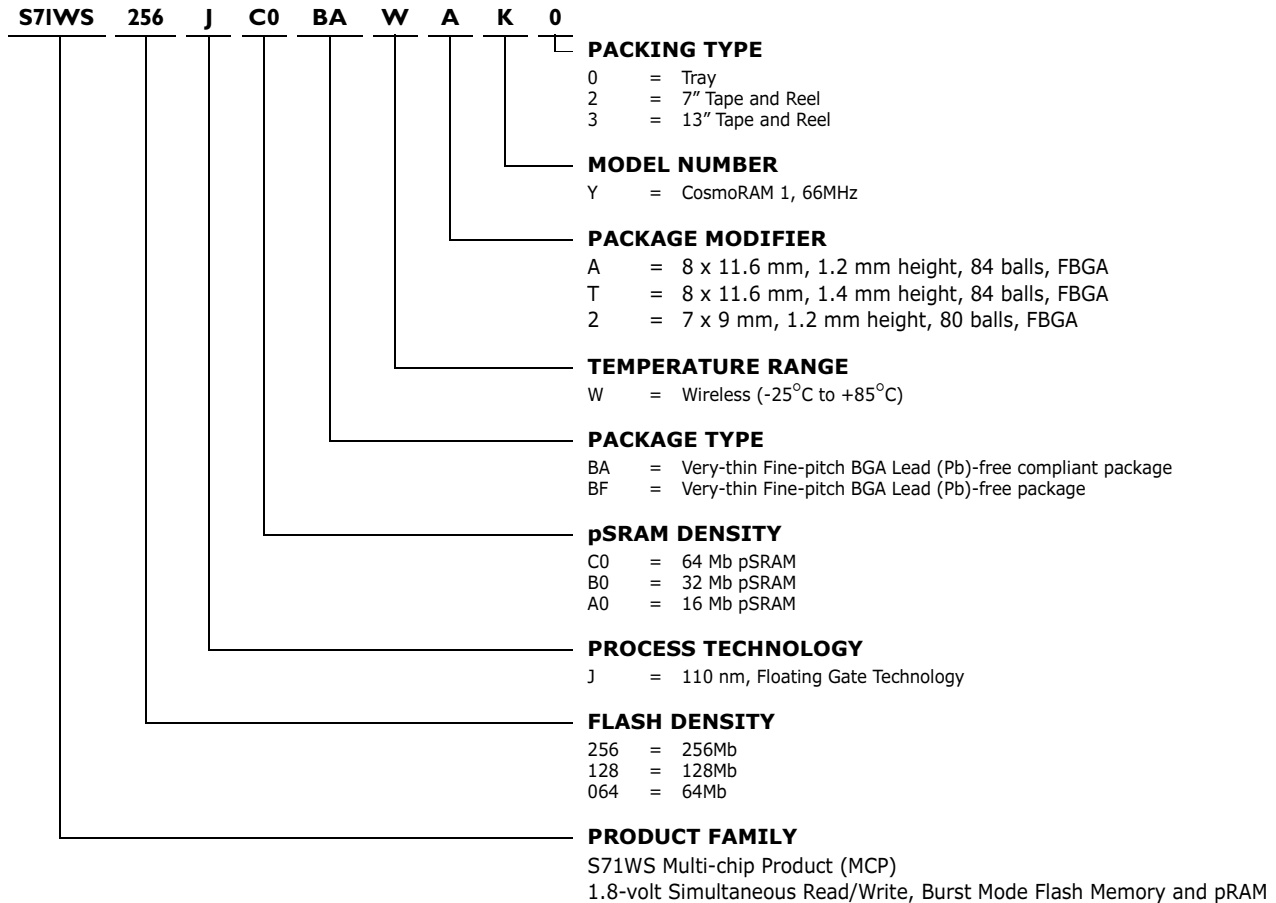 S71WS 256 J C0 BA W A K 0
PACKING TYPE
0 = Tray
2 = 7” Tape and Reel
3 = 13” Tape and Reel
MODEL NUMBER
Y = CosmoRAM 1, 66MHz
PACKAGE MODIFIER
A = 8 x 11.6 mm, 1.2 mm height, 84 balls, FBGA
T = 8 x 11.6 mm, 1.4 mm height, 84 balls, FBGA
2 = 7 x 9 mm, 1.2 mm height, 80 balls, FBGA
TEMPERATURE RANGE
W = Wireless (-25°C to +85°C)
PACKAGE TYPE
BA = Very-thin Fine-pitch BGA Lead (Pb)-free compliant package
BF = Very-thin Fine-pitch BGA Lead (Pb)-free package
pSRAM DENSITY
C0 = 64 Mb pSRAM
B0 = 32 Mb pSRAM
A0 = 16 Mb pSRAM
PROCESS TECHNOLOGY
J = 110 nm, Floating Gate Technology
FLASH DENSITY
256 = 256Mb
128 = 128Mb
064 = 64Mb
PRODUCT FAMILY
S71WS Multi-chip Product (MCP)
1.8-volt Simultaneous Read/Write, Burst Mode Flash Memory and pRAM